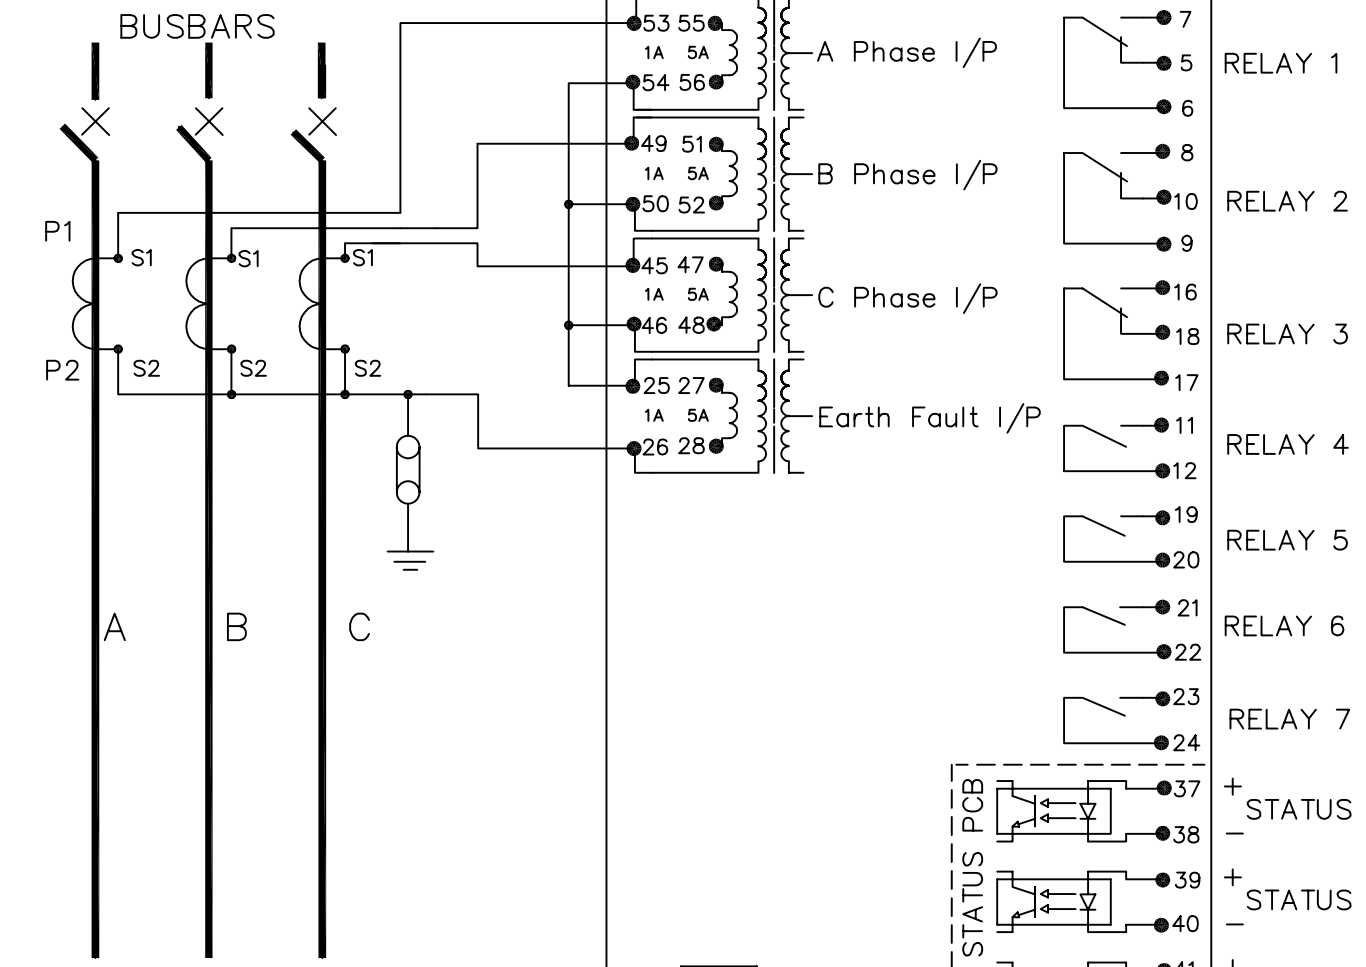 BUSBARS
53 55
1A 5A
54 56
A Phase I/P
49 51
1A 5A
50 52
B Phase I/P
45 47
1A 5A
46 48
C Phase I/P
25 27
1A 5A
26 28
Earth Fault I/P
P1
S1
S1
S1
P2
S2
S2
S2
A
B
C
7
5
6
RELAY 1
8
10
9
RELAY 2
16
18
17
RELAY 3
11
12
RELAY 4
19
20
RELAY 5
21
22
RELAY 6
23
24
RELAY 7
STATUS PCB
37 +
STATUS
38 −
39 +
STATUS
40 −
41 +